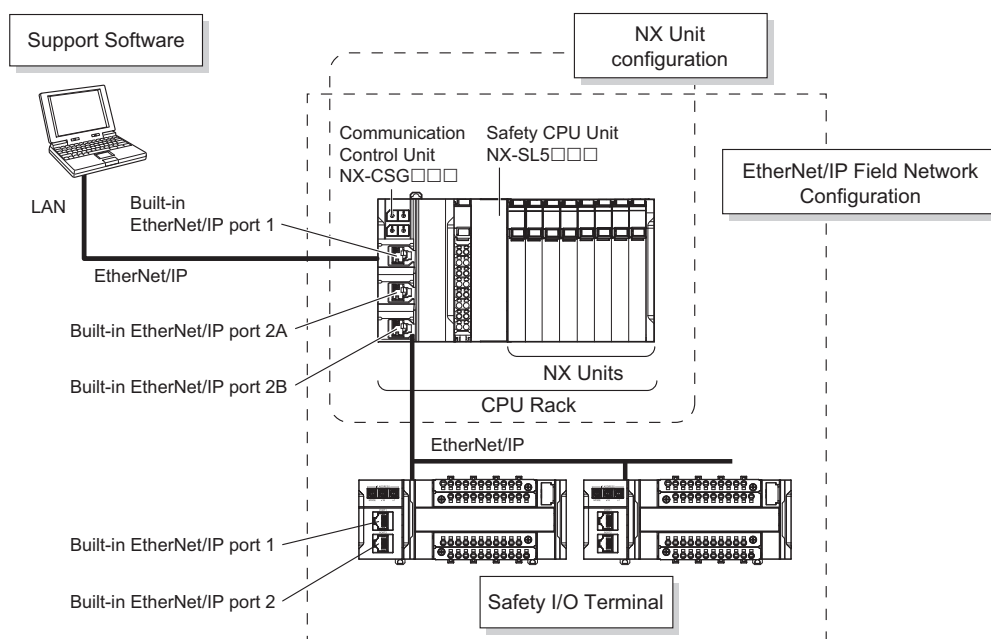 Support Software
NX Unit
configuration
Communication
Control Unit
NX-CSG□□□
Safety CPU Unit
NX-SL5□□□
EtherNet/IP Field Network
Configuration
LAN
Built-in
EtherNet/IP port 1
EtherNet/IP
Built-in EtherNet/IP port 2A
Built-in EtherNet/IP port 2B
NX Units
CPU Rack
EtherNet/IP
Built-in EtherNet/IP port 1
Built-in EtherNet/IP port 2
Safety I/O Terminal